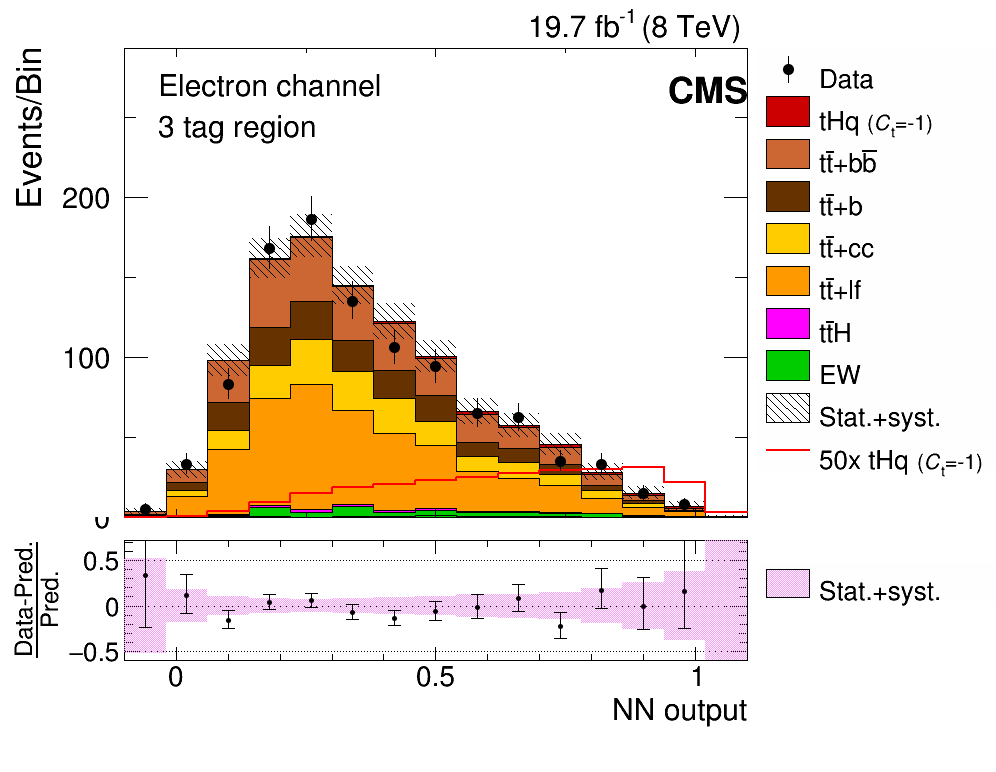 19.7 fb⁻¹ (8 TeV)
Events/Bin
Electron channel
3 tag region
CMS
200
100
0
Data
tHq (Cₜ=-1)
tt̄+bb̄
tt̄+b
tt̄+cc
tt̄+lf
tt̄H
EW
Stat.+syst.
50x tHq (Cₜ=-1)
Data-Pred.
Pred.
0.5
0
−0.5
Stat.+syst.
0 0.5 1
NN output